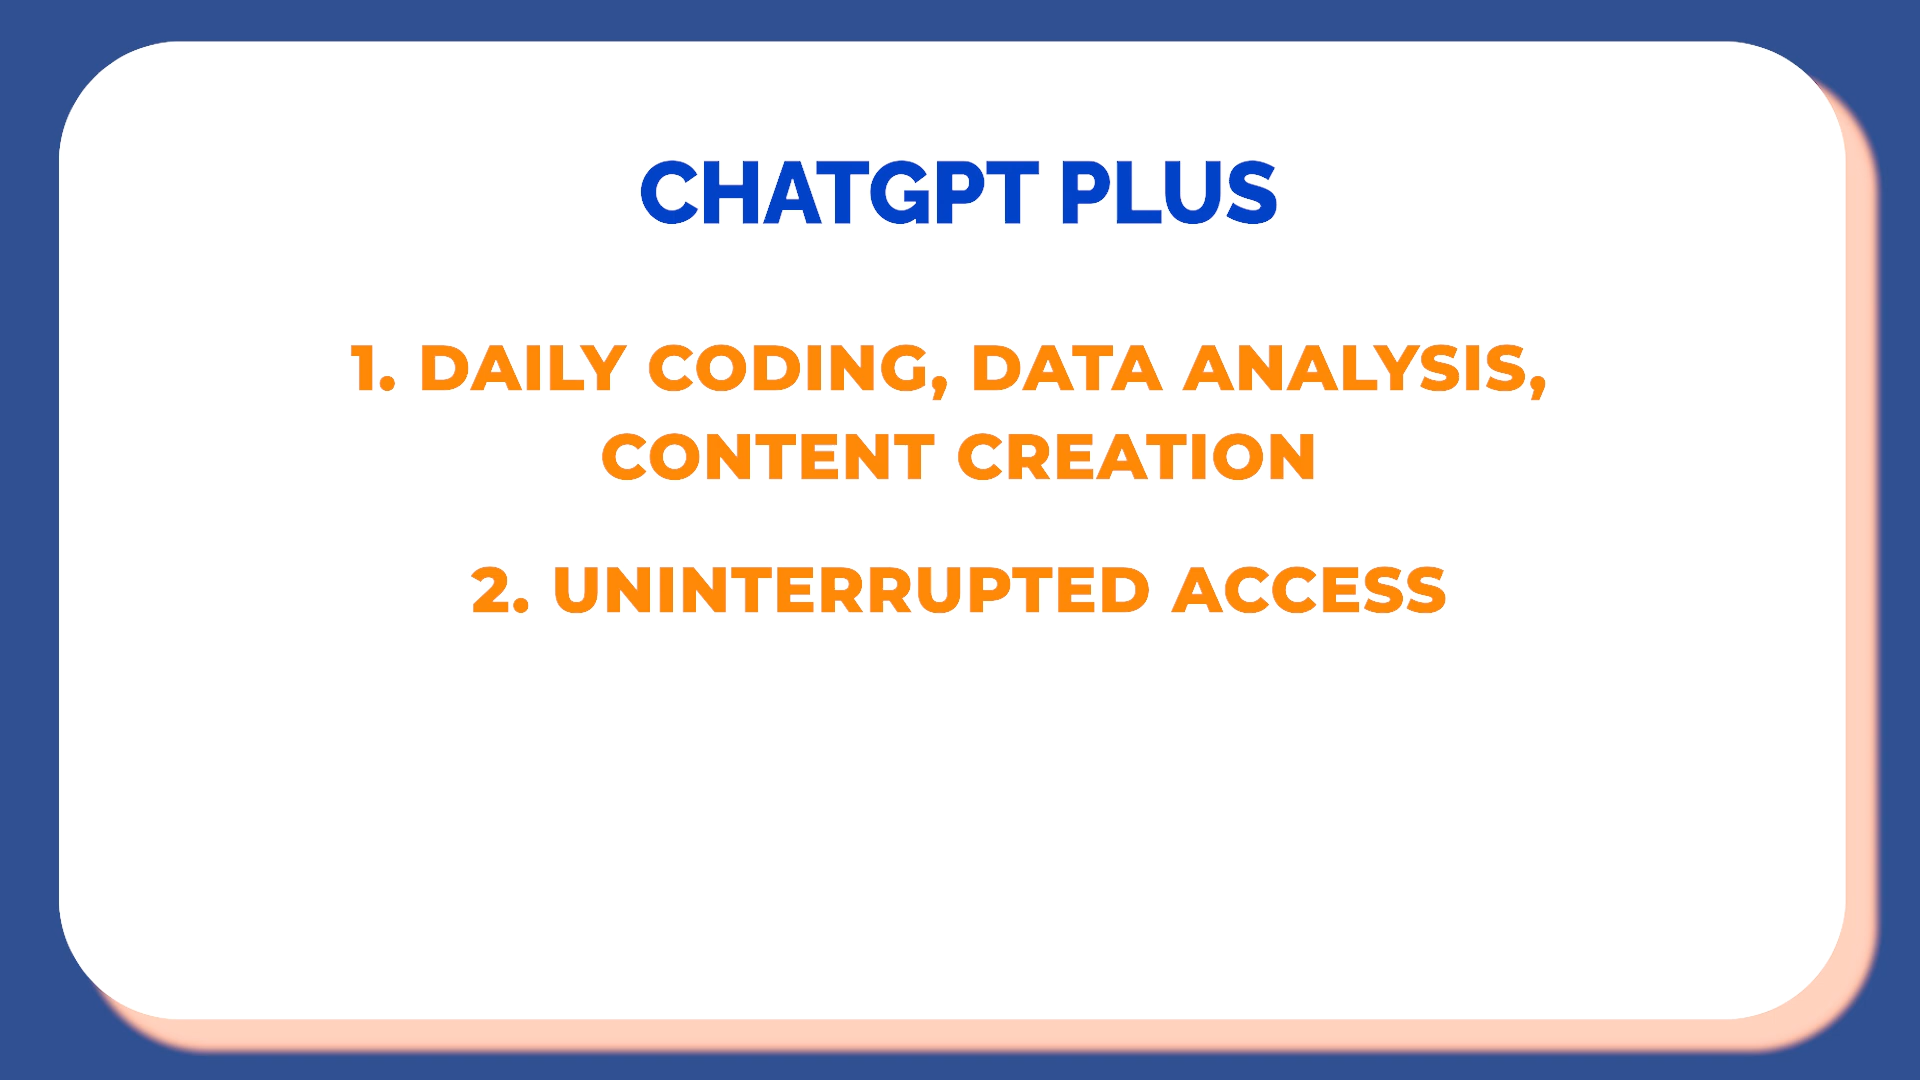 CHATGPT PLUS
1. DAILY CODING, DATA ANALYSIS,
CONTENT CREATION
2. UNINTERRUPTED ACCESS